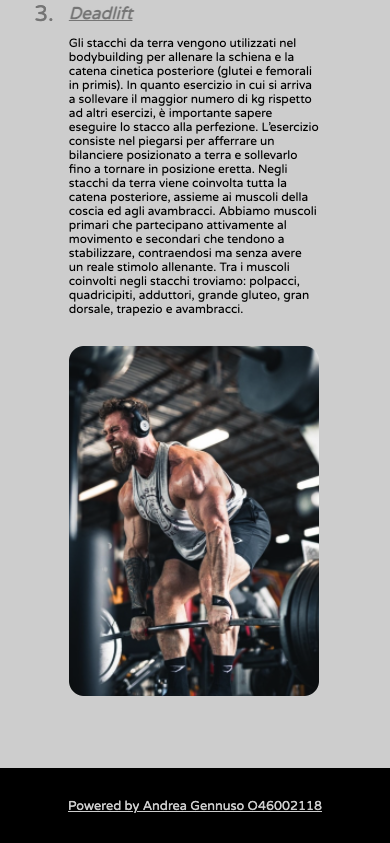 3. Deadlift
Gli stacchi da terra vengono utilizzati nel
bodybuilding per allenare la schiena e la
catena cinetica posteriore (glutei e femorali
in primis). In quanto esercizio in cui si arriva
a sollevare il maggior numero di kg rispetto
ad altri esercizi, è importante sapere
eseguire lo stacco alla perfezione. L'esercizio
consiste nel piegarsi per afferrare un
bilanciere posizionato a terra e sollevarlo
fino a tornare in posizione eretta. Negli
stacchi da terra viene coinvolta tutta la
catena posteriore, assieme ai muscoli della
coscia ed agli avambracci. Abbiamo muscoli
primari che partecipano attivamente al
movimento e secondari che tendono a
stabilizzare, contraendosi ma senza avere
un reale stimolo allenante. Tra i muscoli
coinvolti negli stacchi troviamo: polpacci,
quadricipiti, adduttori, grande gluteo, gran
dorsale, trapezio e avambracci.
Powered by Andrea Gennuso O46002118